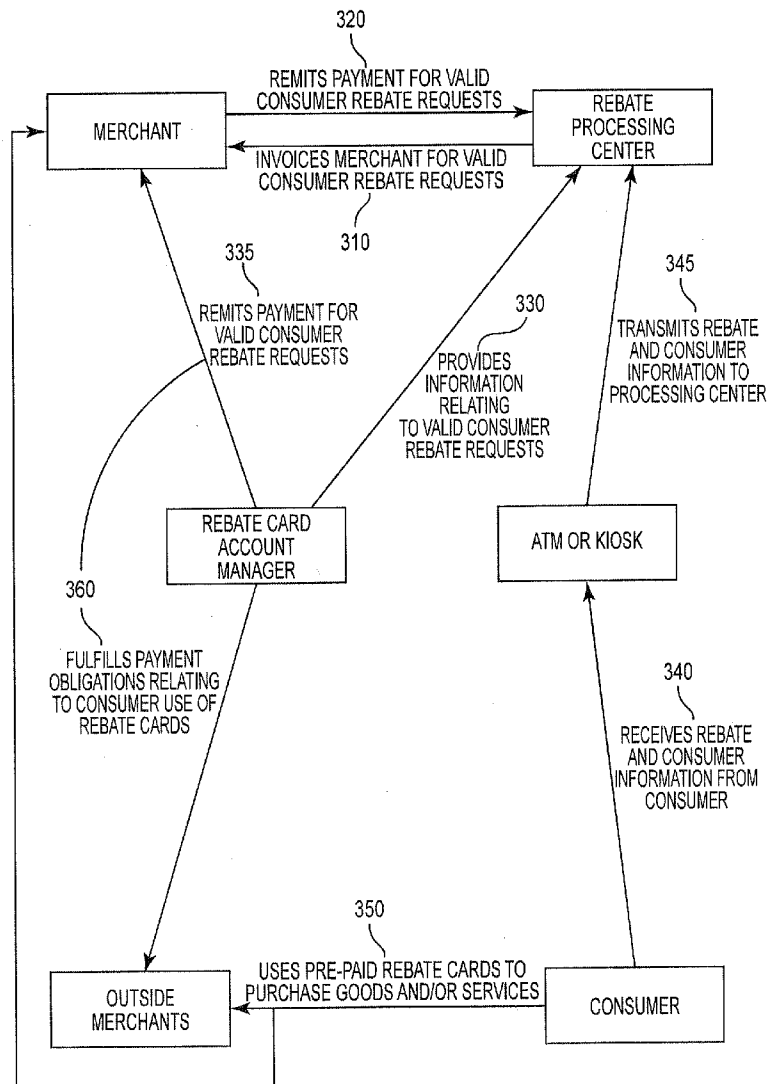 320
REMITS PAYMENT FOR VALID
CONSUMER REBATE REQUESTS
MERCHANT
REBATE
PROCESSING
CENTER
INVOICES MERCHANT FOR VALID
CONSUMER REBATE REQUESTS
310
335
REMITS PAYMENT FOR
VALID CONSUMER
REBATE REQUESTS
330
PROVIDES
INFORMATION
RELATING
TO VALID CONSUMER
REBATE REQUESTS
345
TRANSMITS REBATE
AND CONSUMER
INFORMATION TO
PROCESSING CENTER
REBATE CARD
ACCOUNT
MANAGER
ATM OR KIOSK
360
FULFILLS PAYMENT
OBLIGATIONS RELATING
TO CONSUMER USE OF
REBATE CARDS
340
RECEIVES REBATE
AND CONSUMER
INFORMATION FROM
CONSUMER
350
USES PRE-PAID REBATE CARDS TO
PURCHASE GOODS AND/OR SERVICES
OUTSIDE
MERCHANTS
CONSUMER